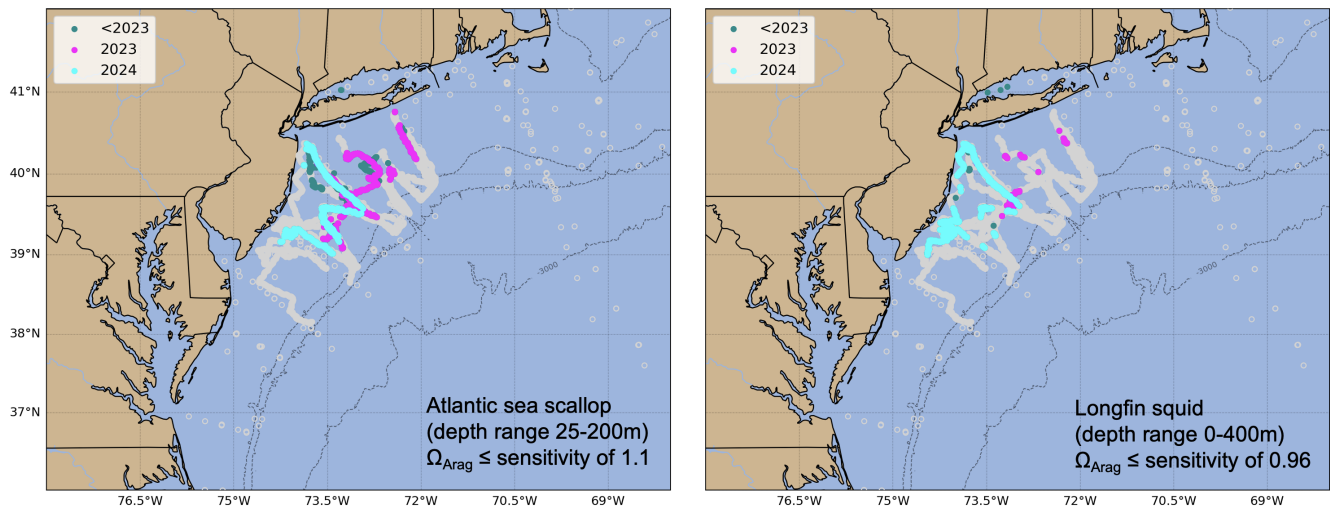 <2023
2023
2024
41°N
40°N
39°N
38°N
37°N
-3000
Atlantic sea scallop
(depth range 25-200m)
ΩArag ≤ sensitivity of 1.1
76.5°W 75°W 73.5°W 72°W 70.5°W 69°W
<2023
2023
2024
-3000
Longfin squid
(depth range 0-400m)
ΩArag ≤ sensitivity of 0.96
76.5°W 75°W 73.5°W 72°W 70.5°W 69°W